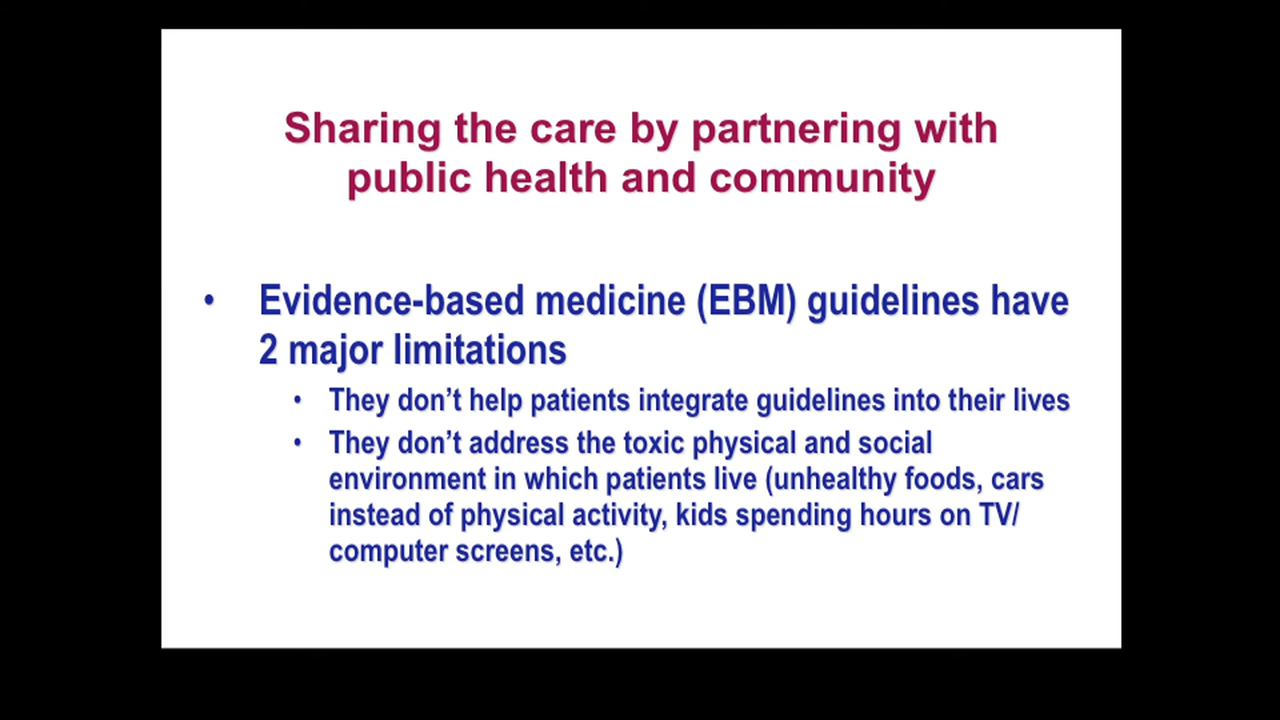 Sharing the care by partnering with
public health and community
• Evidence-based medicine (EBM) guidelines have
2 major limitations
• They don’t help patients integrate guidelines into their lives
• They don’t address the toxic physical and social
environment in which patients live (unhealthy foods, cars
instead of physical activity, kids spending hours on TV/
computer screens, etc.)